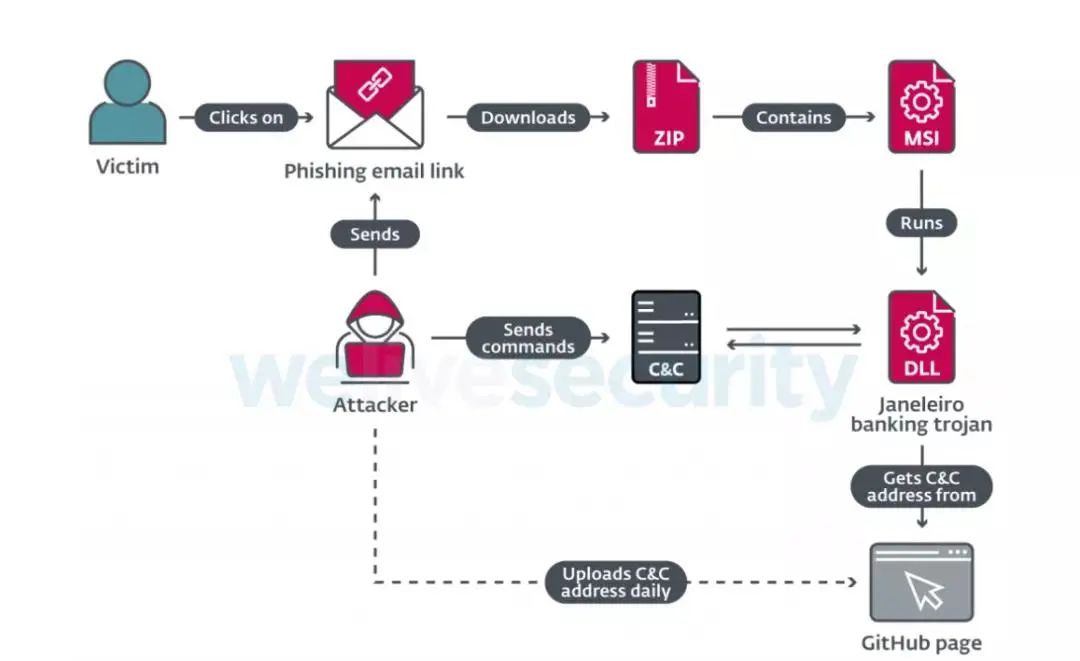 Clicks on
Downloads
Contains
ZIP
MSI
Victim
Phishing email link
Sends
Runs
Sends
commands
C&C
DLL
welivesecurity
Attacker
Janeleiro
banking trojan
Gets C&C
address from
Uploads C&C
address daily
GitHub page